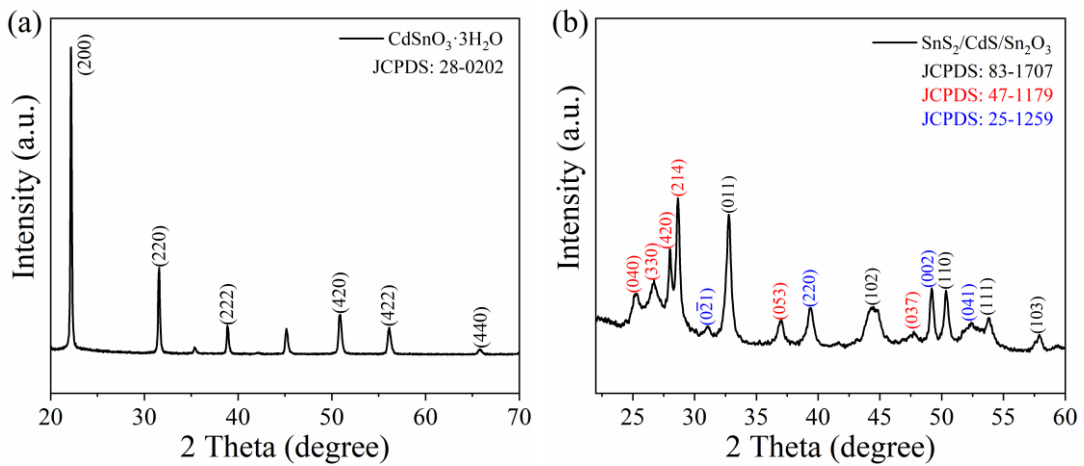 (a)
CdSnO₃·3H₂O
JCPDS: 28-0202
(200)
(220)
(222)
(420)
(422)
(440)
Intensity (a.u.)
20 30 40 50 60 70
2 Theta (degree)
(b)
SnS₂/CdS/Sn₂O₃
JCPDS: 83-1707
JCPDS: 47-1179
JCPDS: 25-1259
(040)
(330)
(420)
(214)
(02̄1)
(011)
(053)
(220)
(102)
(037)
(002)
(110)
(041)
(111)
(103)
Intensity (a.u.)
25 30 35 40 45 50 55 60
2 Theta (degree)